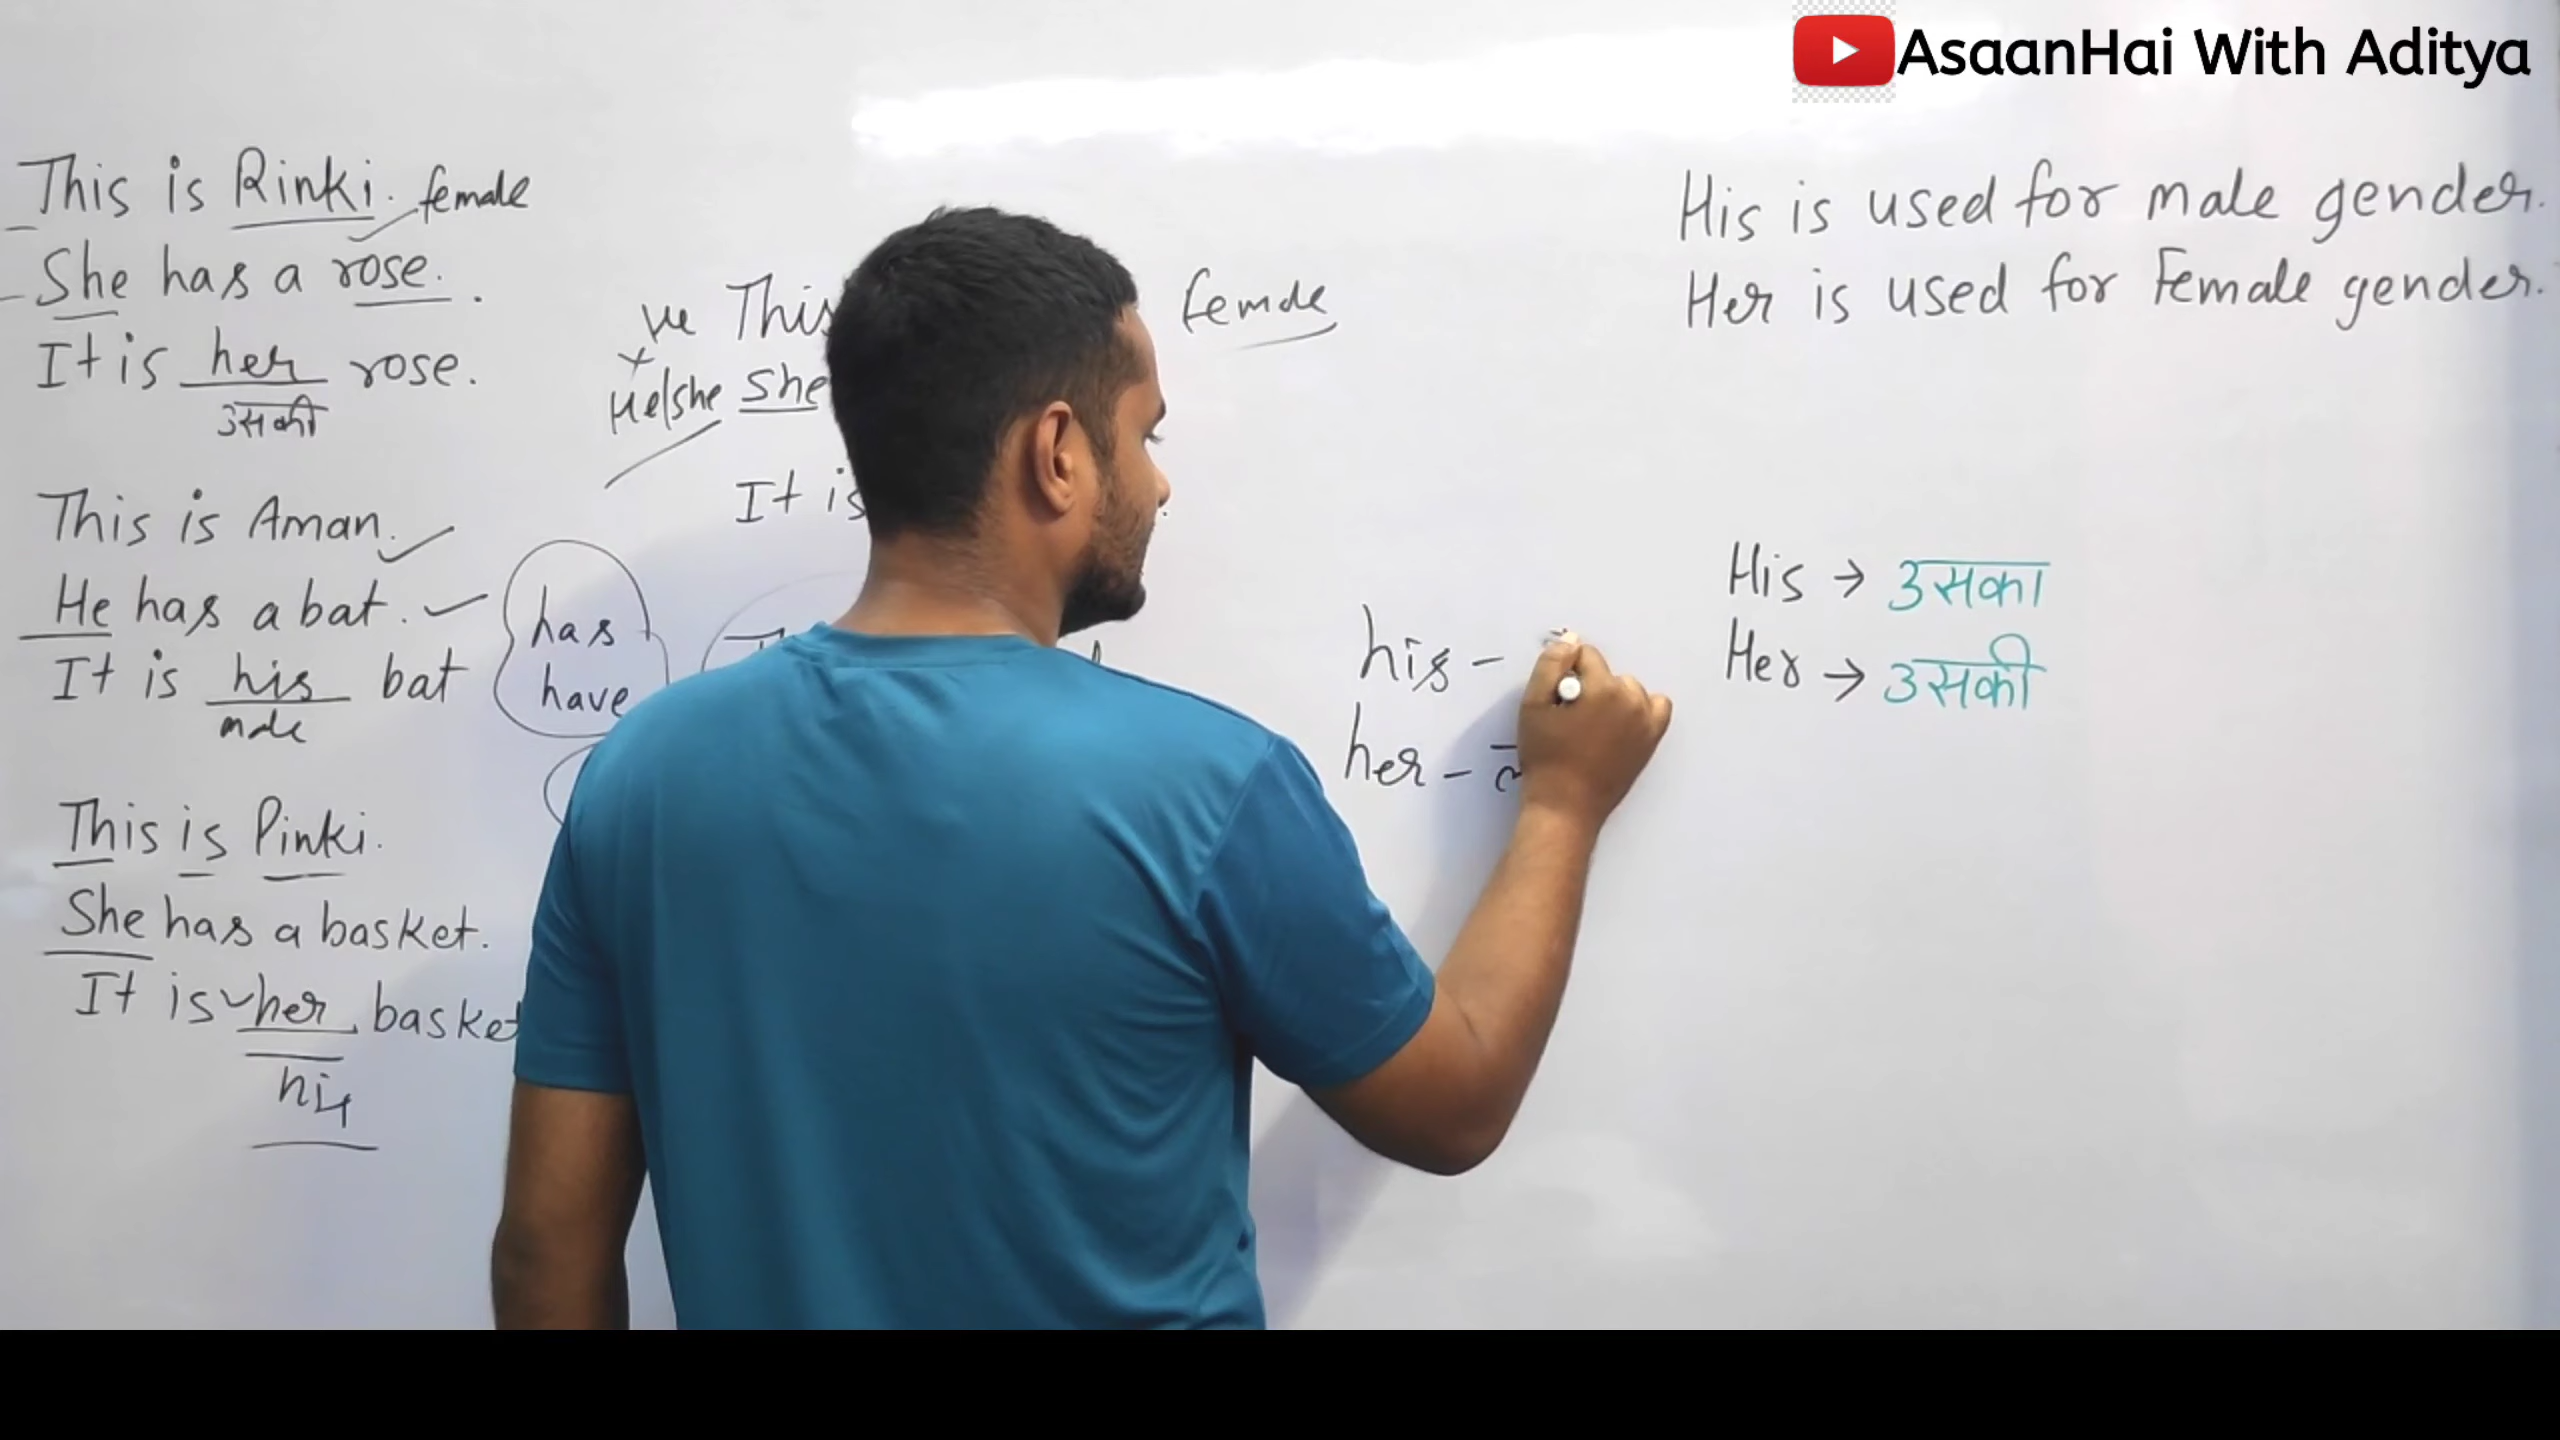 AsaanHai With Aditya
This is Rinki. female
She has a rose.
It is her rose.
उसकी
This is Aman.
He has a bat.
It is his bat
male
This is Pinki.
She has a basket.
It is her basket
his
has
have
This female
He/she She
It is
his -
her -
His is used for male gender.
Her is used for Female gender.
His → उसका
Her → उसकी